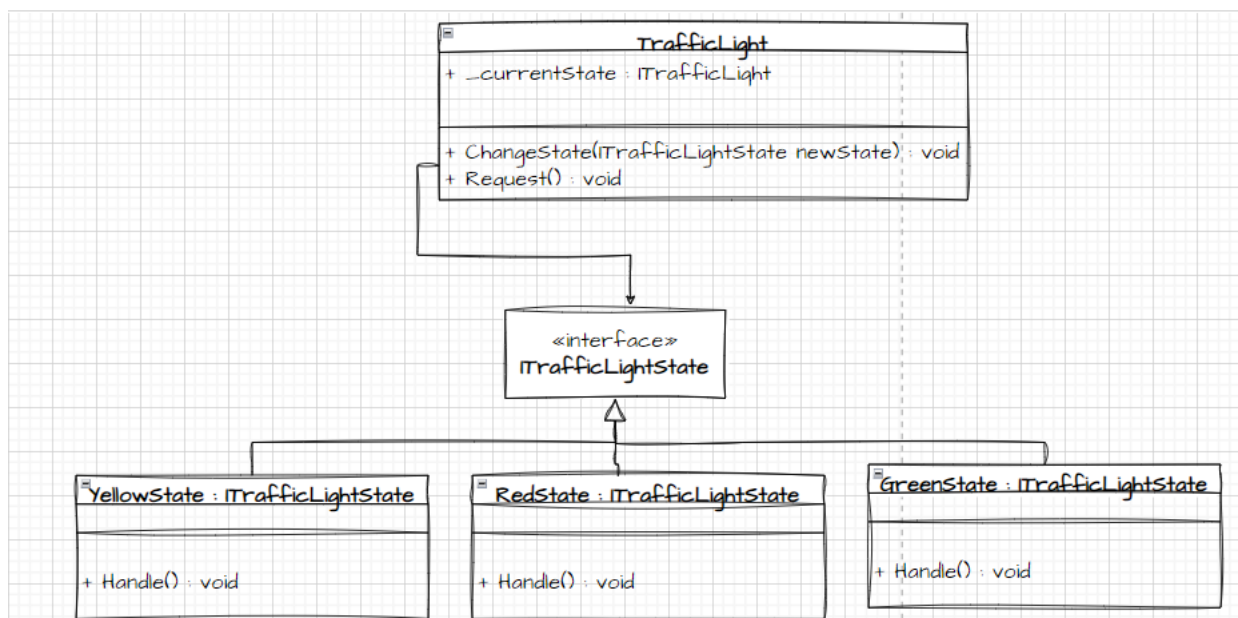 TrafficLight
+ _currentState : ITrafficLight
+ ChangeState(ITrafficLightState newState) : void
+ Request() : void
«interface»
ITrafficLightState
YellowState : ITrafficLightState
+ Handle() : void
RedState : ITrafficLightState
+ Handle() : void
GreenState : ITrafficLightState
+ Handle() : void